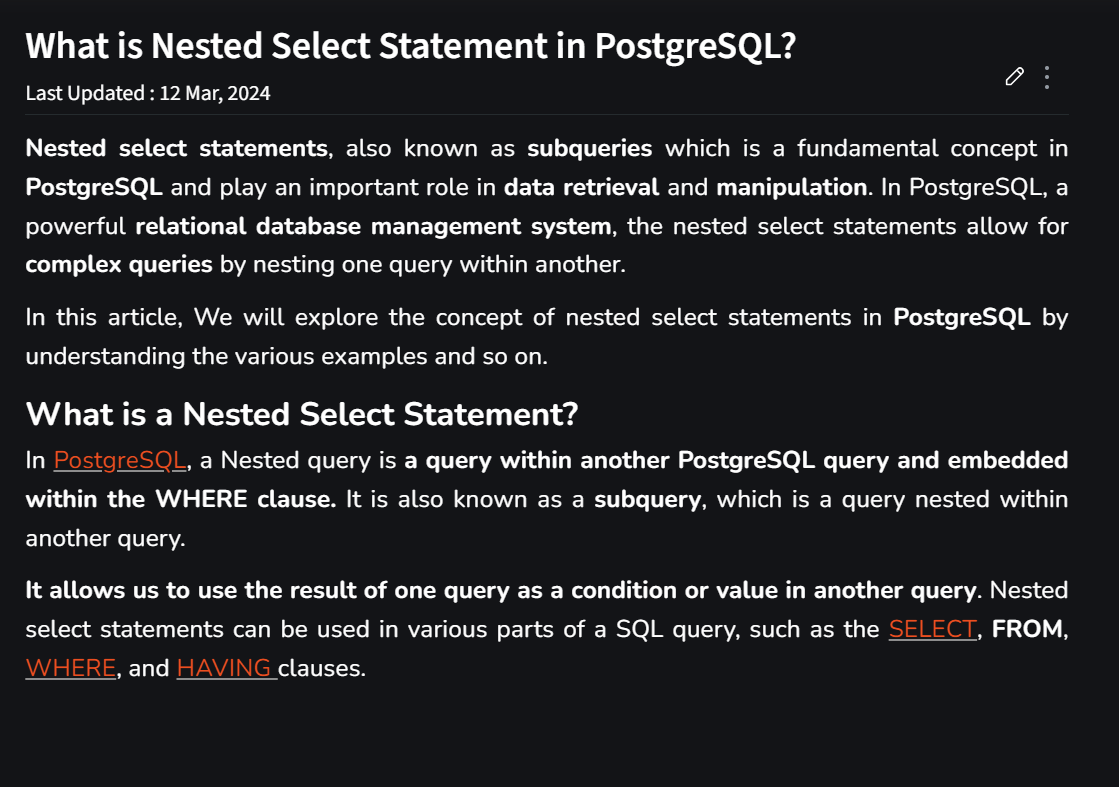 What is Nested Select Statement in PostgreSQL?
Last Updated : 12 Mar, 2024
Nested select statements, also known as subqueries which is a fundamental concept in
PostgreSQL and play an important role in data retrieval and manipulation. In PostgreSQL, a
powerful relational database management system, the nested select statements allow for
complex queries by nesting one query within another.
In this article, We will explore the concept of nested select statements in PostgreSQL by
understanding the various examples and so on.
What is a Nested Select Statement?
In PostgreSQL, a Nested query is a query within another PostgreSQL query and embedded
within the WHERE clause. It is also known as a subquery, which is a query nested within
another query.
It allows us to use the result of one query as a condition or value in another query. Nested
select statements can be used in various parts of a SQL query, such as the SELECT, FROM,
WHERE, and HAVING clauses.